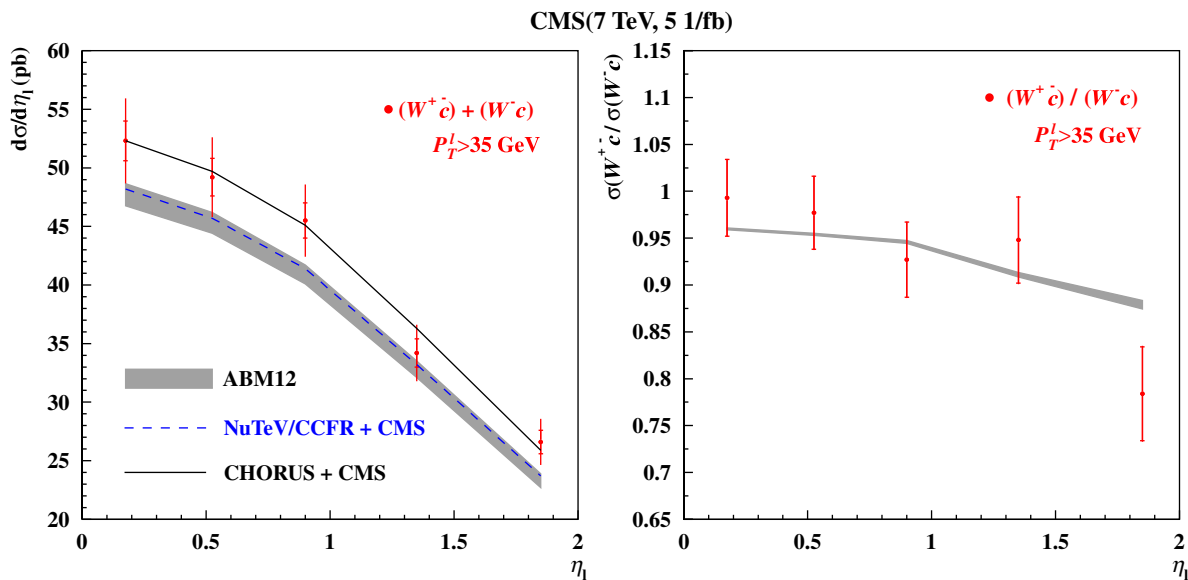 CMS(7 TeV, 5 1/fb)
dσ/dη_l (pb)
60
55
50
45
40
35
30
25
20
(W⁺c̄) + (W⁻c)
P_T^l>35 GeV
ABM12
NuTeV/CCFR + CMS
CHORUS + CMS
0
0.5
1
1.5
2
η_l
σ(W⁺c̄ / σ(W⁻c)
1.15
1.1
1.05
1
0.95
0.9
0.85
0.8
0.75
0.7
0.65
(W⁺c̄) / (W⁻c)
P_T^l>35 GeV
0
0.5
1
1.5
2
η_l